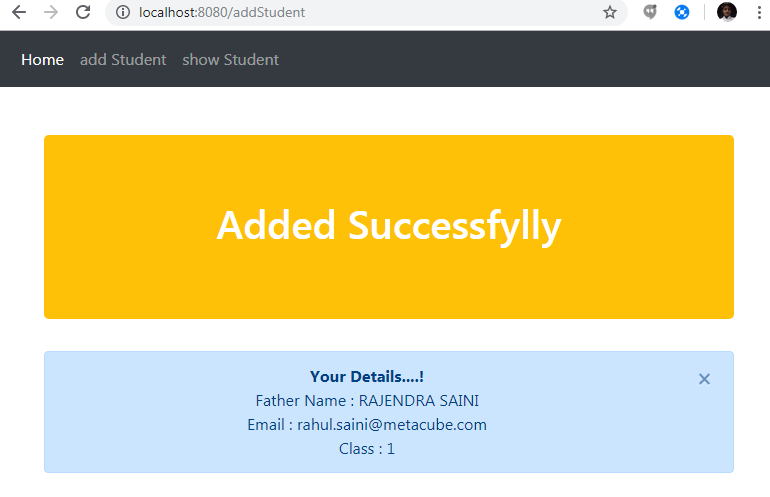 localhost:8080/addStudent
Home add Student show Student
Added Successfylly
Your Details....!
×
Father Name : RAJENDRA SAINI
Email : rahul.saini@metacube.com
Class : 1